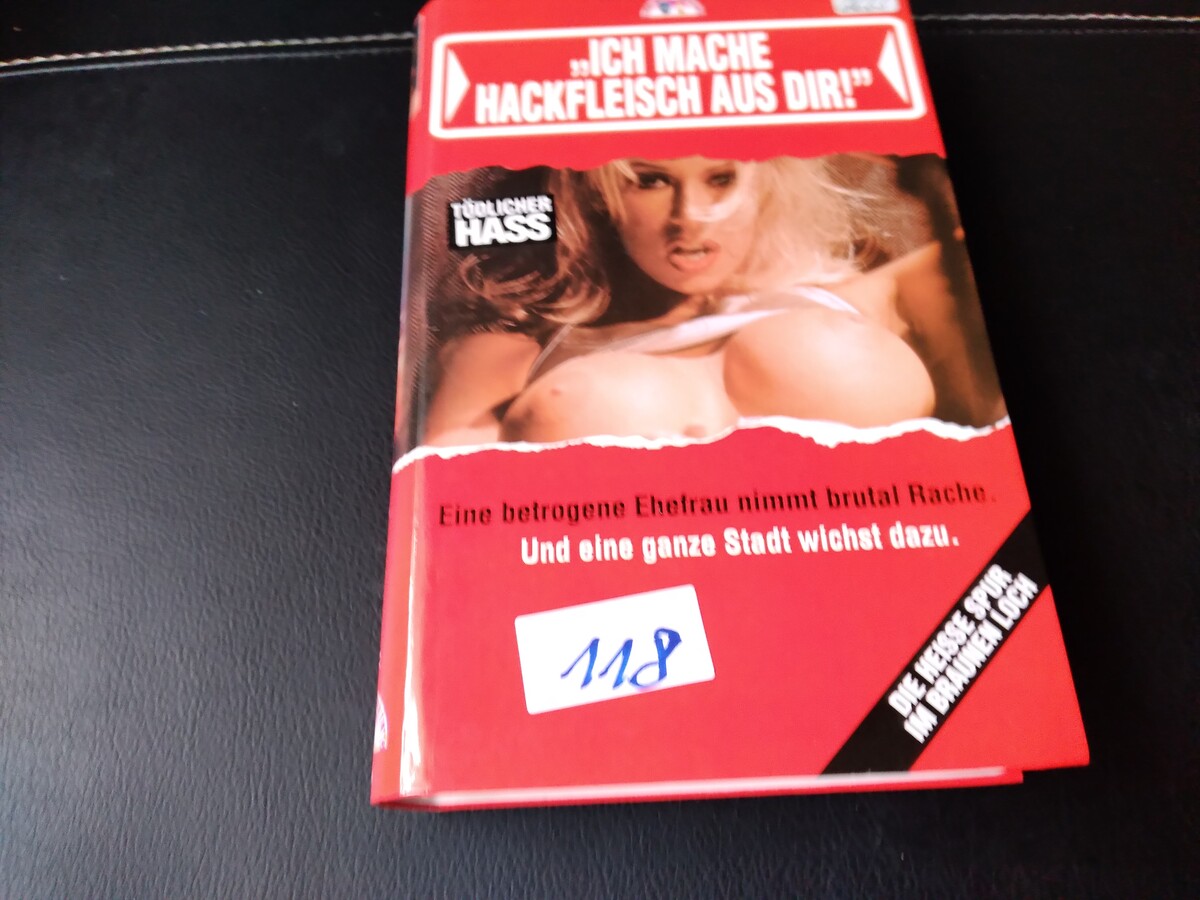 „ICH MACHE
HACKFLEISCH AUS DIR!”
TÖDLICHER
HASS
Eine betrogene Ehefrau nimmt brutal Rache.
Und eine ganze Stadt wichst dazu.
118
DIE HEISSE SPUR
IM BRAUNEN LOCH